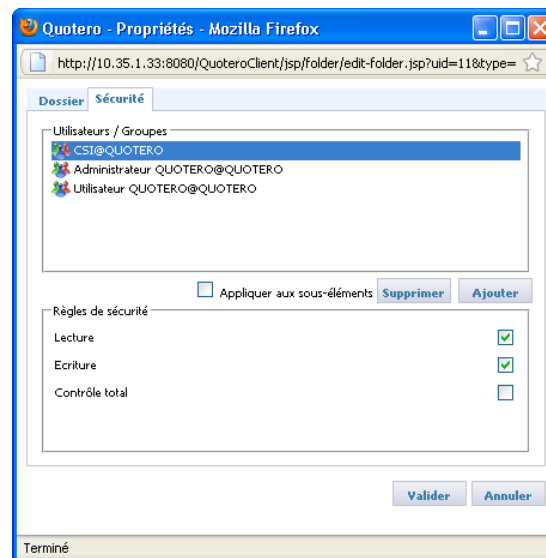 Quotero - Propriétés - Mozilla Firefox
http://10.35.1.33:8080/QuoteroClient/jsp/folder/edit-folder.jsp?uid=11&type=
Dossier Sécurité
Utilisateurs / Groupes
CSI@QUOTERO
Administrateur QUOTERO@QUOTERO
Utilisateur QUOTERO@QUOTERO
Appliquer aux sous-éléments Supprimer Ajouter
Règles de sécurité
Lecture
Ecriture
Contrôle total
Valider Annuler
Terminé